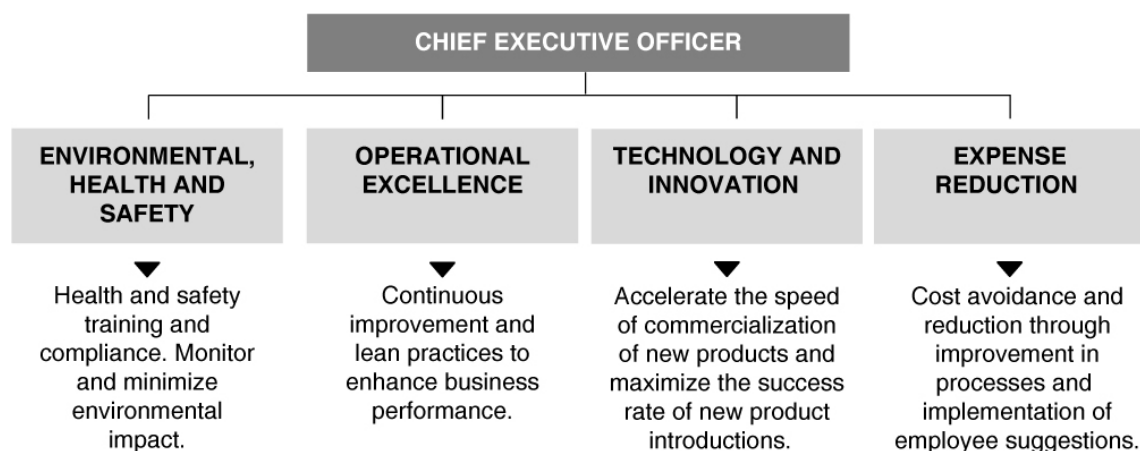 CHIEF EXECUTIVE OFFICER
ENVIRONMENTAL,
HEALTH AND
SAFETY
Health and safety
training and
compliance. Monitor
and minimize
environmental
impact.
OPERATIONAL
EXCELLENCE
Continuous
improvement and
lean practices to
enhance business
performance.
TECHNOLOGY AND
INNOVATION
Accelerate the speed
of commercialization
of new products and
maximize the success
rate of new product
introductions.
EXPENSE
REDUCTION
Cost avoidance and
reduction through
improvement in
processes and
implementation of
employee suggestions.